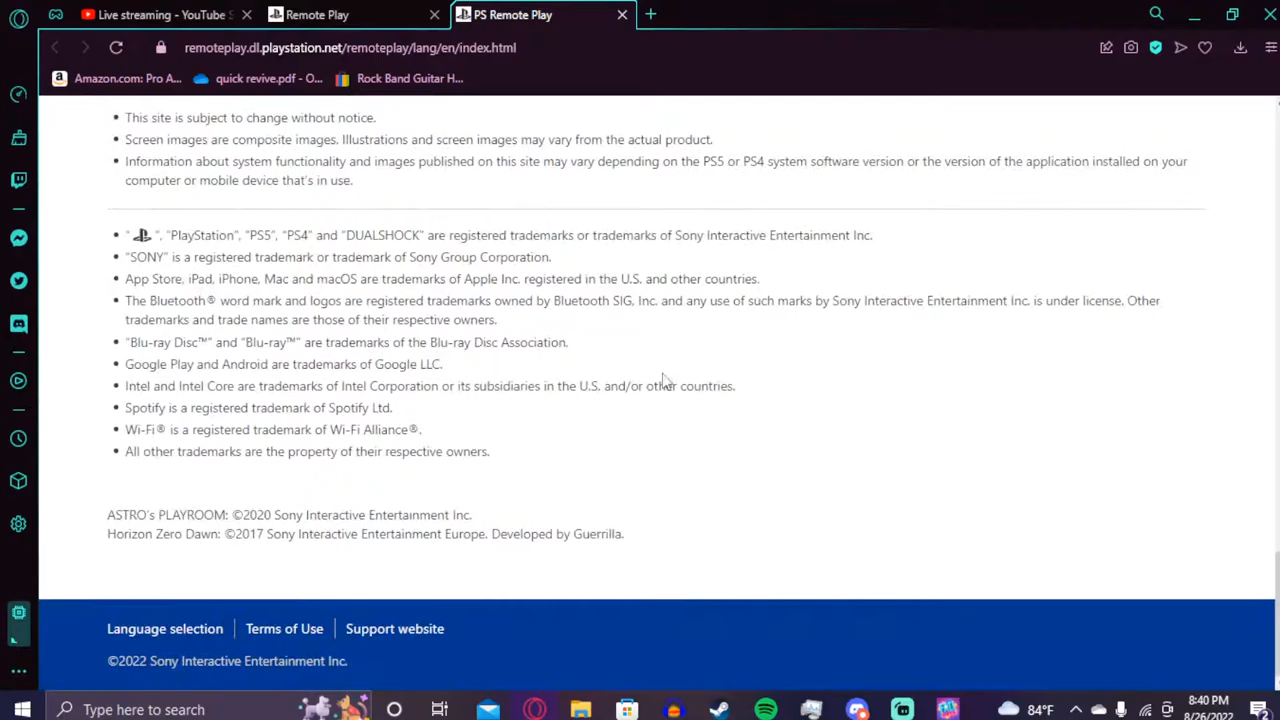 Live streaming - YouTube S
Remote Play
PS Remote Play
remoteplay.dl.playstation.net/remoteplay/lang/en/index.html
Amazon.com: Pro A...
quick revive.pdf - O...
Rock Band Guitar H...
This site is subject to change without notice.
Screen images are composite images. Illustrations and screen images may vary from the actual product.
Information about system functionality and images published on this site may vary depending on the PS5 or PS4 system software version or the version of the application installed on your
computer or mobile device that's in use.
“ ”, “PlayStation”, “PS5”, “PS4” and “DUALSHOCK” are registered trademarks or trademarks of Sony Interactive Entertainment Inc.
“SONY” is a registered trademark or trademark of Sony Group Corporation.
App Store, iPad, iPhone, Mac and macOS are trademarks of Apple Inc. registered in the U.S. and other countries.
The Bluetooth® word mark and logos are registered trademarks owned by Bluetooth SIG, Inc. and any use of such marks by Sony Interactive Entertainment Inc. is under license. Other
trademarks and trade names are those of their respective owners.
“Blu-ray Disc™” and “Blu-ray™” are trademarks of the Blu-ray Disc Association.
Google Play and Android are trademarks of Google LLC.
Intel and Intel Core are trademarks of Intel Corporation or its subsidiaries in the U.S. and/or other countries.
Spotify is a registered trademark of Spotify Ltd.
Wi-Fi® is a registered trademark of Wi-Fi Alliance®.
All other trademarks are the property of their respective owners.
ASTRO's PLAYROOM: ©2020 Sony Interactive Entertainment Inc.
Horizon Zero Dawn: ©2017 Sony Interactive Entertainment Europe. Developed by Guerrilla.
Language selection
Terms of Use
Support website
©2022 Sony Interactive Entertainment Inc.
Type here to search
84°F
8:40 PM
8/26/2022